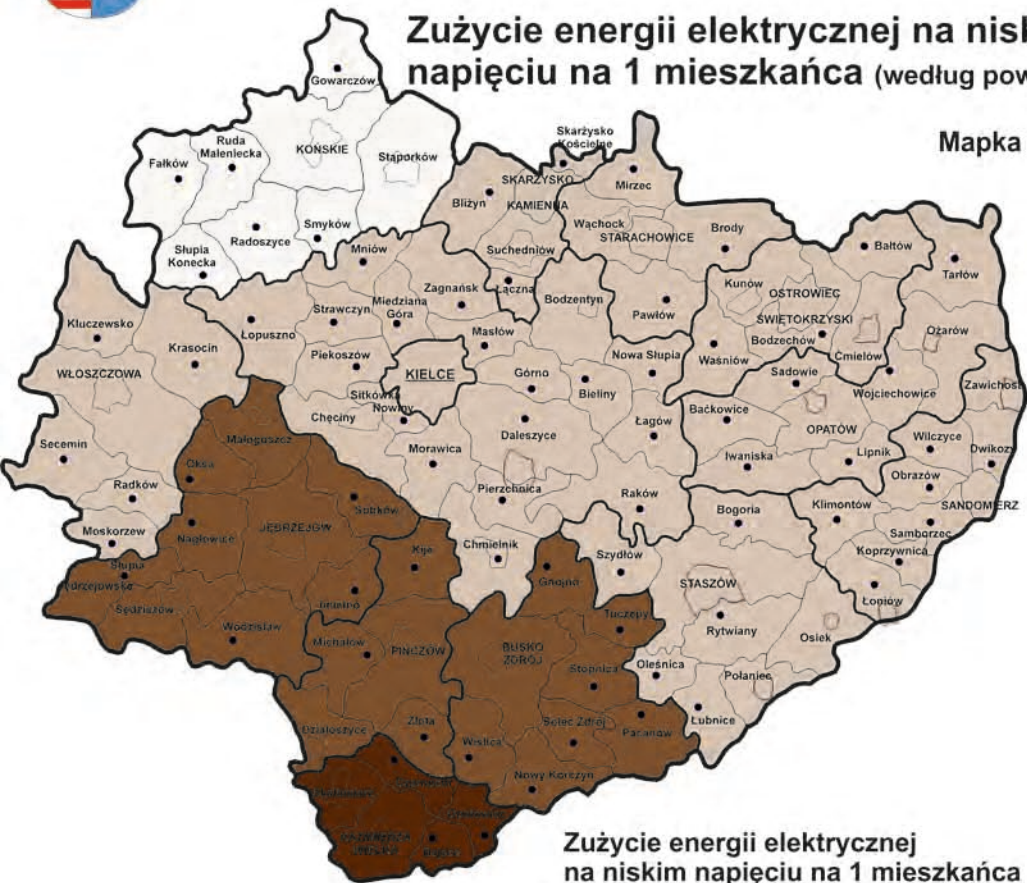 Zużycie energii elektrycznej na nis
napięciu na 1 mieszkańca (według pow
Mapka
Gowarczów
Ruda
Maleniecka
KOŃSKIE
Stąporków
Fałków
Smyków
Radoszyce
Słupia
Konecka
Skarżysko
Kościelne
SKARŻYSKO
KAMIENNA
Bliżyn
Mirzec
Wąchock
STARACHOWICE
Brody
Suchedniów
Bałtów
Tarłów
Mniów
Zagnańsk
Łączna
Bodzentyn
Pawłów
Kunów
OSTROWIEC
ŚWIĘTOKRZYSKI
Bodzechów
Ożarów
Kluczewsko
Strawczyn
Miedziana
Góra
Łopuszno
Masłów
Krasocin
Piekoszów
Nowa Słupia
Waśniów
Ćmielów
Sadowie
Wojciechowice
Zawichost
WŁOSZCZOWA
KIELCE
Górno
Bieliny
Sitkówka
Nowiny
Chęciny
Baćkowice
OPATÓW
Małogoszcz
Daleszyce
Łagów
Wilczyce
Secemin
Morawica
Iwaniska
Lipnik
Dwikozy
Oksa
Obrazów
Radków
Pierzchnica
Raków
Klimontów
SANDOMIERZ
Sobków
Bogoria
JĘDRZEJÓW
Samborzec
Moskorzew
Nagłowice
Chmielnik
Szydłów
Koprzywnica
Kije
Słupia
Jędrzejowska
Gnojno
STASZÓW
Łoniów
Sędziszów
Imielno
Tuczępy
Rytwiany
Osiek
Wodzisław
Michałów
PIŃCZÓW
BUSKO
ZDRÓJ
Stopnica
Oleśnica
Połaniec
Działoszyce
Złota
Solec Zdrój
Pacanów
Łubnice
Wiślica
Nowy Korczyn
Zużycie energii elektrycznej
na niskim napięciu na 1 mieszkańca